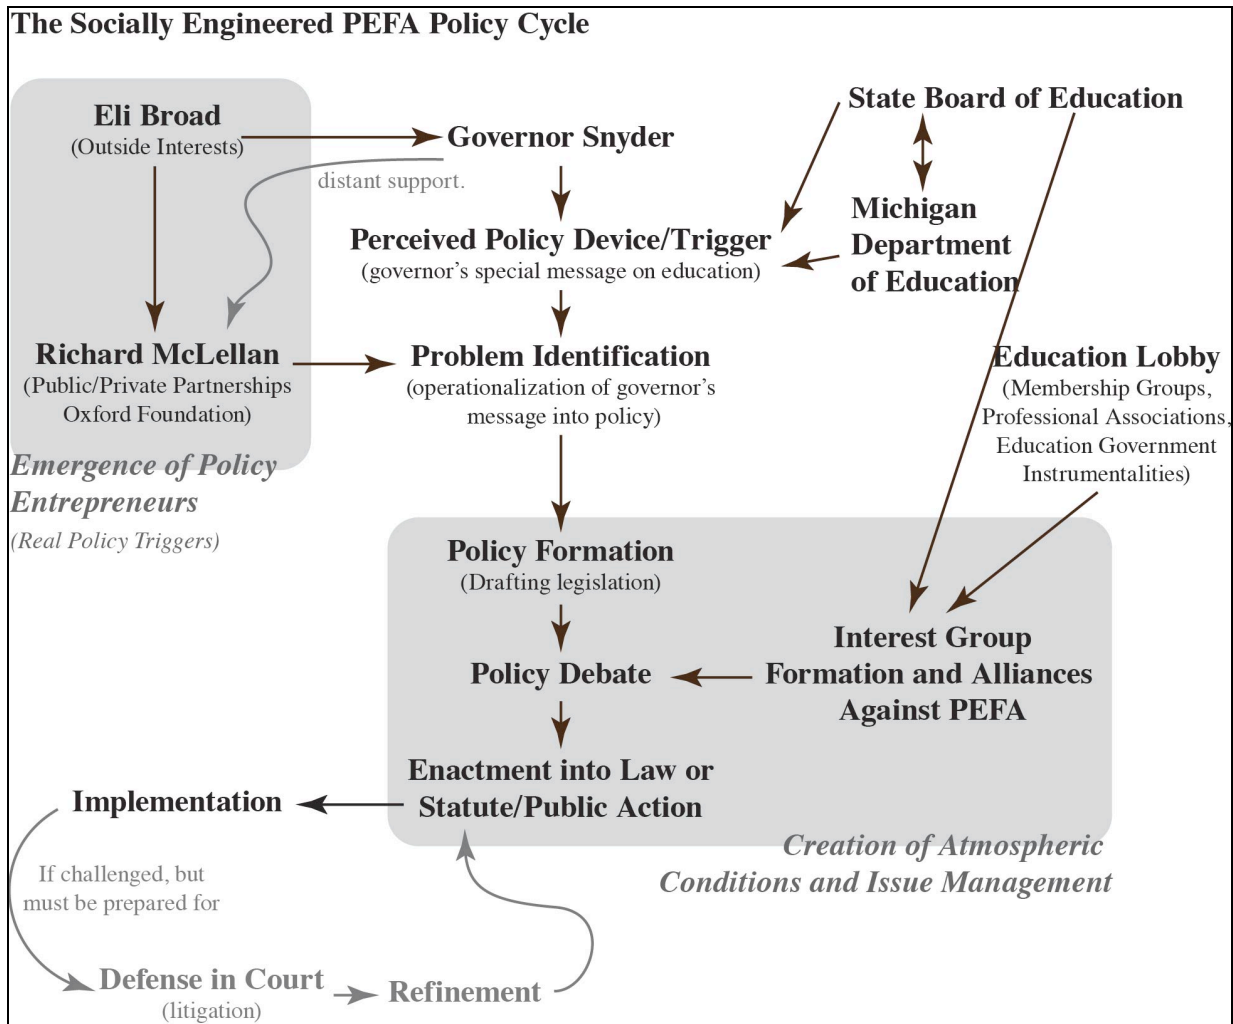 The Socially Engineered PEFA Policy Cycle
Eli Broad
(Outside Interests)
Governor Snyder
State Board of Education
distant support.
Michigan
Department
of Education
Perceived Policy Device/Trigger
(governor's special message on education)
Richard McLellan
(Public/Private Partnerships
Oxford Foundation)
Problem Identification
(operationalization of governor's
message into policy)
Education Lobby
(Membership Groups,
Professional Associations,
Education Government
Instrumentalities)
Emergence of Policy
Entrepreneurs
(Real Policy Triggers)
Policy Formation
(Drafting legislation)
Policy Debate
Interest Group
Formation and Alliances
Against PEFA
Enactment into Law or
Statute/Public Action
Implementation
Creation of Atmospheric
Conditions and Issue Management
If challenged, but
must be prepared for
Defense in Court
(litigation)
Refinement